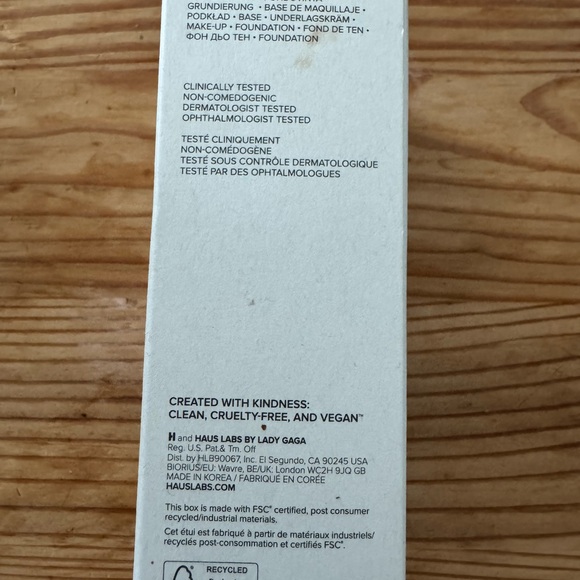 GRUNDIERUNG • BASE DE MAQUILLAJE •
PODKŁAD • BASE • UNDERLAGSKRÄM •
MAKE-UP • FOUNDATION • FOND DE TEN •
ФОН ДЬО ТЕН • FOUNDATION
CLINICALLY TESTED
NON-COMEDOGENIC
DERMATOLOGIST TESTED
OPHTHALMOLOGIST TESTED
TESTÉ CLINIQUEMENT
NON-COMÉDOGÈNE
TESTÉ SOUS CONTRÔLE DERMATOLOGIQUE
TESTÉ PAR DES OPHTALMOLOGUES
CREATED WITH KINDNESS:
CLEAN, CRUELTY-FREE, AND VEGAN™
H and HAUS LABS BY LADY GAGA
Reg. U.S. Pat.& Tm. Off
Dist. by HLB90067, Inc. El Segundo, CA 90245 USA
BIORIUS/EU: Wavre, BE/UK: London WC2H 9JQ GB
MADE IN KOREA / FABRIQUÉ EN CORÉE
HAUSLABS.COM
This box is made with FSC® certified, post consumer
recycled/industrial materials.
Cet étui est fabriqué à partir de matériaux industriels/
recyclés post-consommation et certifiés FSC®.
RECYCLED